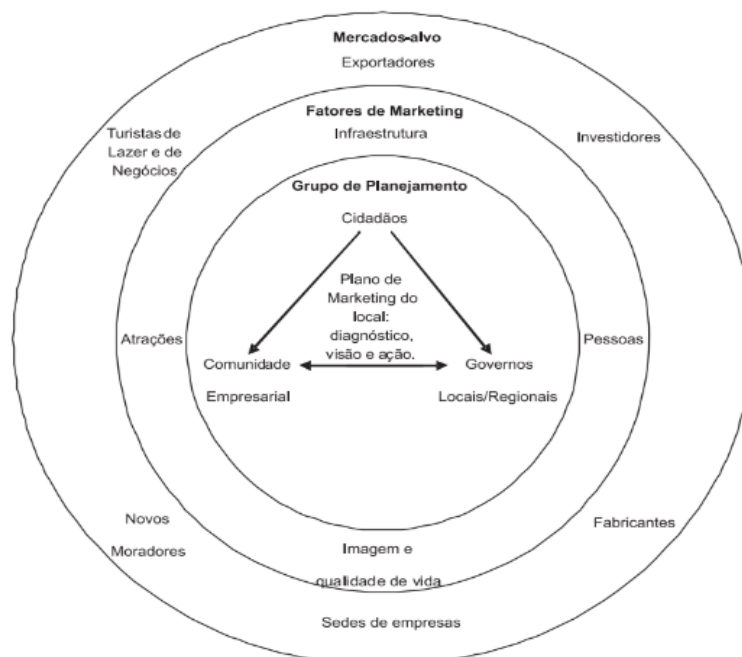 Mercados-alvo
Exportadores
Fatores de Marketing
Infraestrutura
Turistas de
Lazer e de
Negócios
Investidores
Grupo de Planejamento
Cidadãos
Plano de
Marketing do
local:
diagnóstico,
visão e ação.
Atrações
Pessoas
Comunidade
Empresarial
Governos
Locais/Regionais
Novos
Moradores
Fabricantes
Imagem e
qualidade de vida
Sedes de empresas